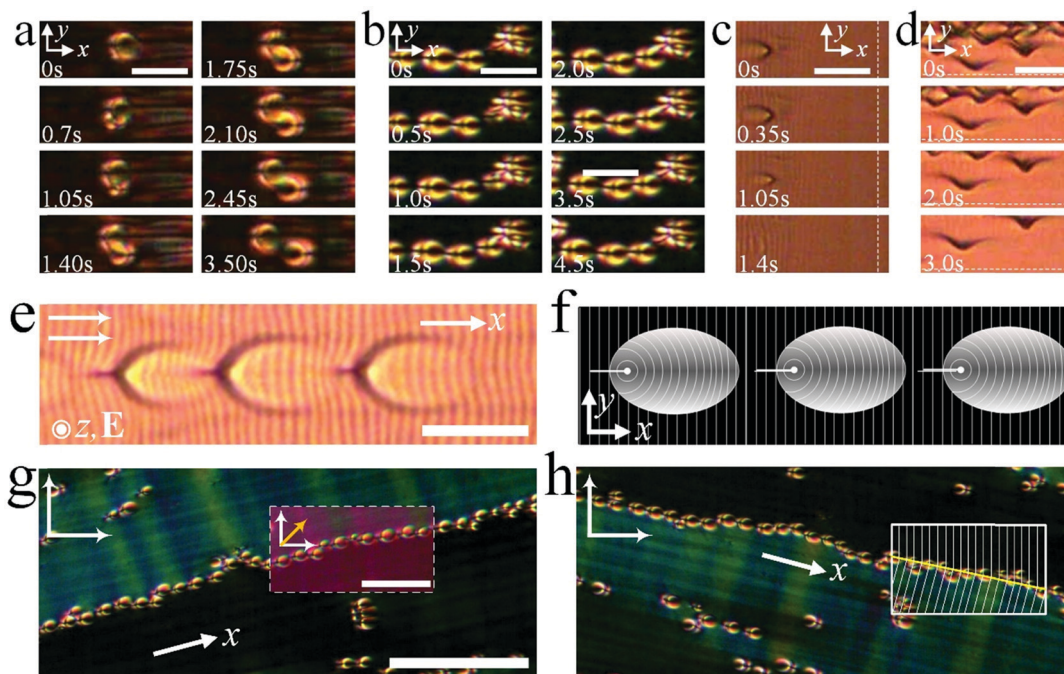 a
y
x
0s
0.7s
1.05s
1.40s
1.75s
2.10s
2.45s
3.50s
b
y
x
0s
0.5s
1.0s
1.5s
2.0s
2.5s
3.5s
4.5s
c
y
x
0s
0.35s
1.05s
1.4s
d
y
x
0s
1.0s
2.0s
3.0s
e
x
z, E
f
y
x
g
x
h
x